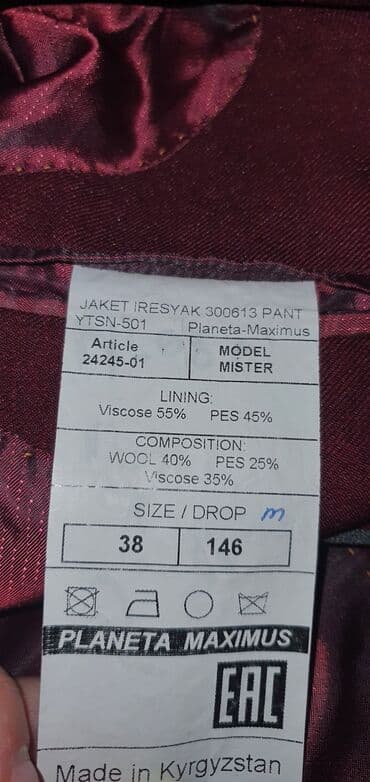 JAKET IRESYAK 300613 PANT
YTSN-501 Planeta-Maximus
Article 24245-01 MODEL MISTER
LINING:
Viscose 55% PES 45%
COMPOSITION:
WOOL 40% PES 25%
Viscose 35%
SIZE / DROP m
38 146
PLANETA MAXIMUS
EAC
Made in Kyrgyzstan